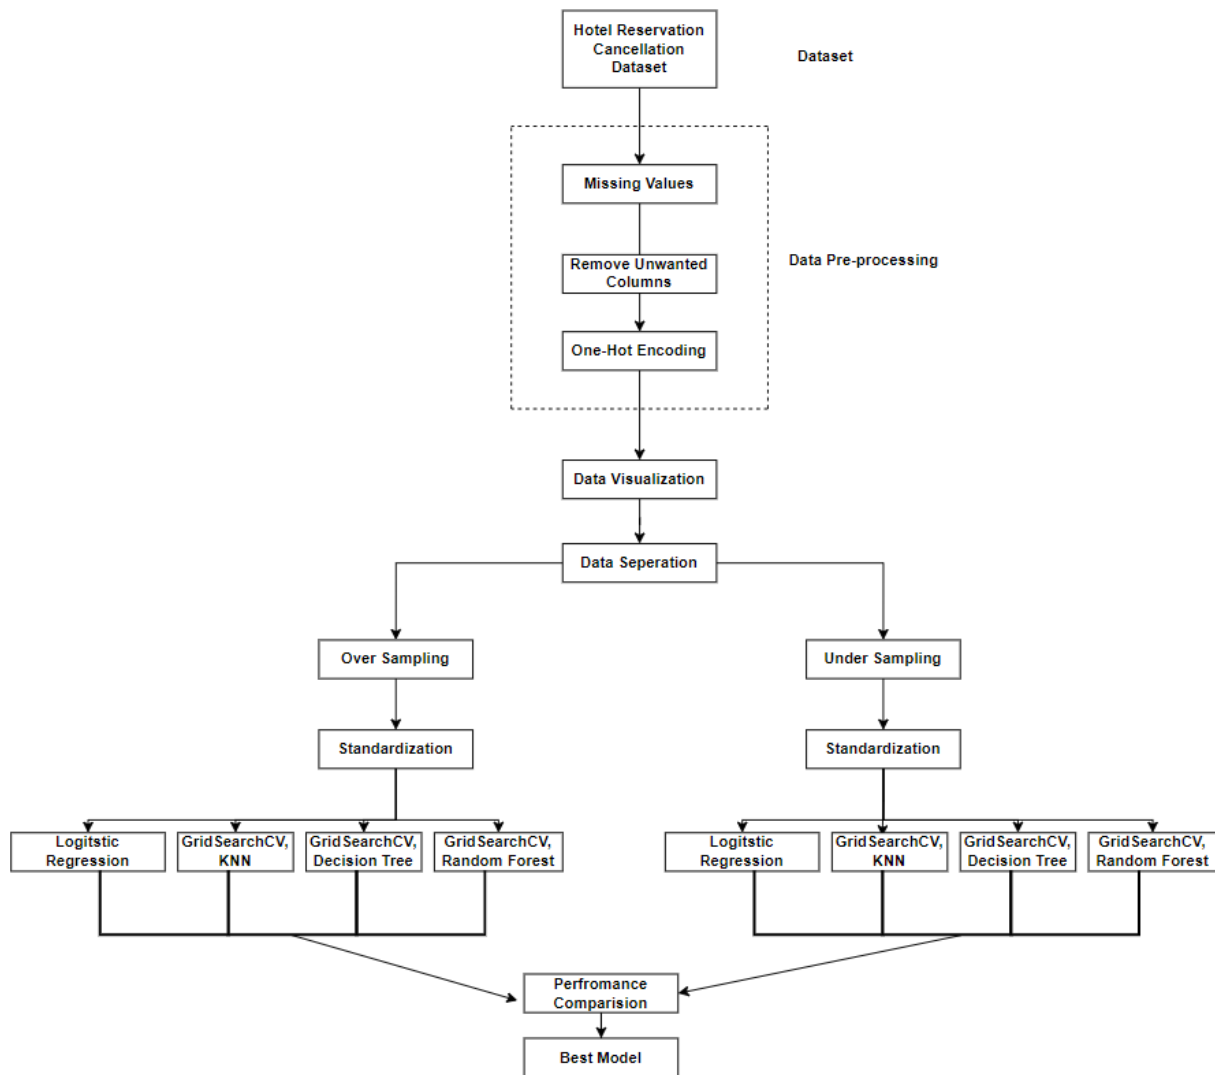 Hotel Reservation
Cancellation
Dataset
Dataset
Missing Values
Remove Unwanted
Columns
Data Pre-processing
One-Hot Encoding
Data Visualization
Data Seperation
Over Sampling
Under Sampling
Standardization
Standardization
Logitstic
Regression
GridSearchCV,
KNN
GridSearchCV,
Decision Tree
GridSearchCV,
Random Forest
Logitstic
Regression
GridSearchCV,
KNN
GridSearchCV,
Decision Tree
GridSearchCV,
Random Forest
Perfromance
Comparision
Best Model